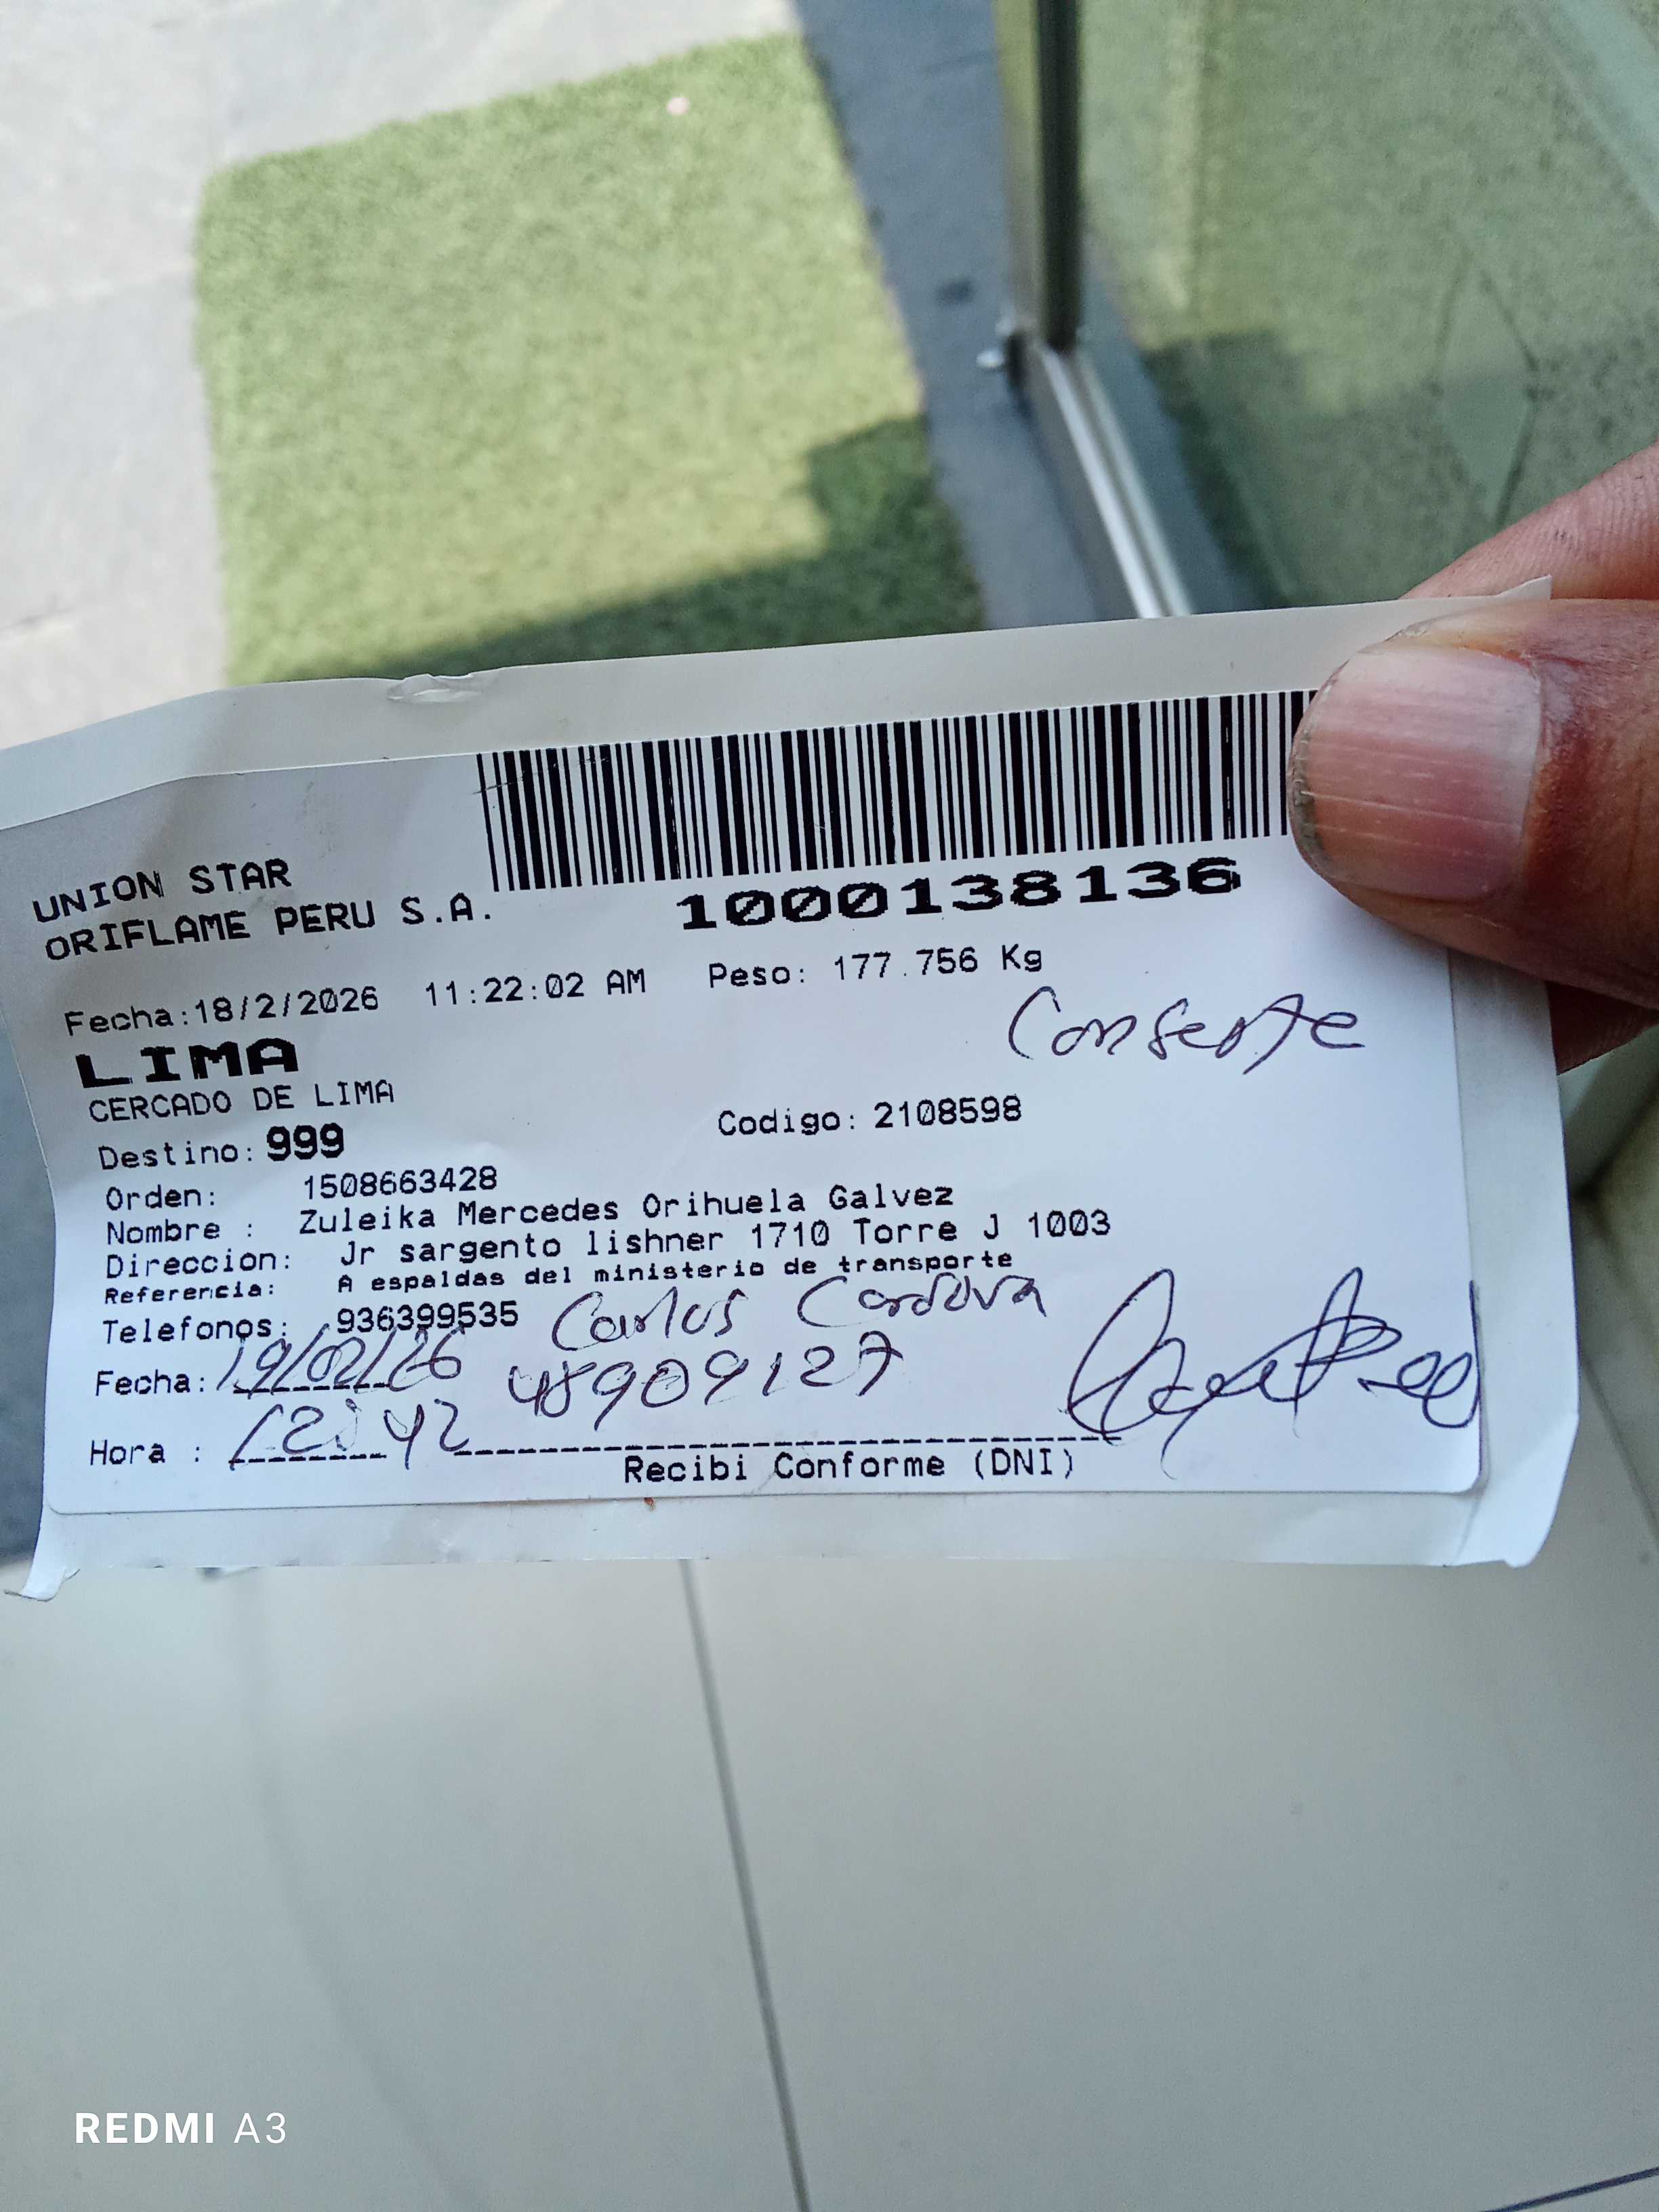 UNION STAR
ORIFLAME PERU S.A.
1000138136
Fecha:18/2/2026 11:22:02 AM Peso: 177.756 Kg
LIMA
Conserje
CERCADO DE LIMA
Destino: 999 Codigo: 2108598
Orden: 1508663428
Nombre : Zuleika Mercedes Orihuela Galvez
Direccion: Jr sargento lishner 1710 Torre J 1003
Referencia: A espaldas del ministerio de transporte
Telefonos: 936399535 Carlos Cordova
Fecha: 19/02/26 48909127
Hora : 12:42
Recibi Conforme (DNI)
REDMI A3